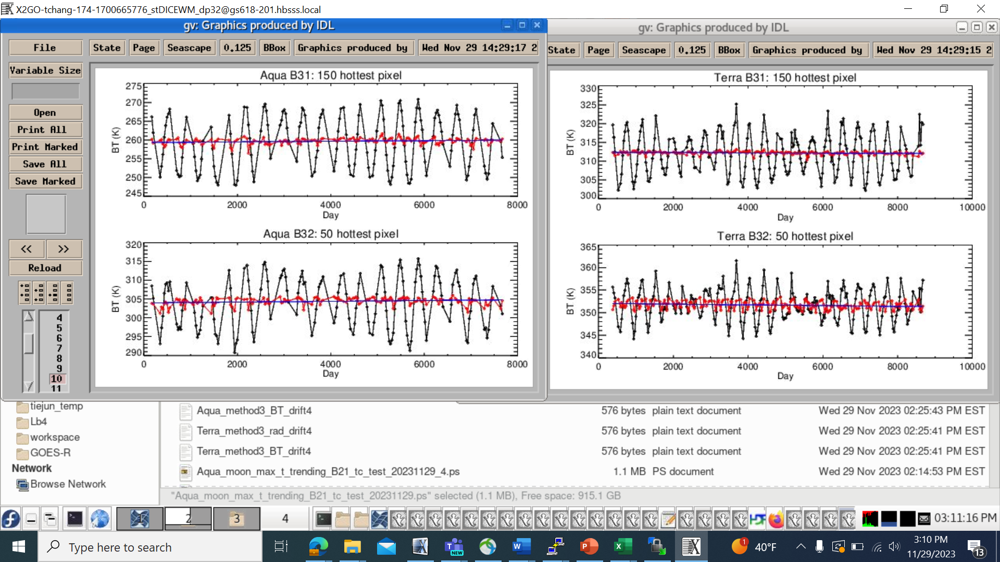 X2GO-tchang-174-1700665776_stDICEWM_dp32@gs618-201.hbsss.local
gv: Graphics produced by IDL
File
State
Page
Seascape
0.125
BBox
Graphics produced by
Wed Nov 29 14:29:17 2
Variable Size
Open
Print All
Print Marked
Save All
Save Marked
<<
>>
Reload
4
5
6
7
8
9
10
11
Aqua B31: 150 hottest pixel
275
270
265
260
255
250
245
BT (K)
0
2000
4000
6000
8000
Day
Aqua B32: 50 hottest pixel
320
315
310
305
300
295
290
BT (K)
0
2000
4000
6000
8000
Day
gv: Graphics produced by IDL
State
Page
Seascape
0.125
BBox
Graphics produced by
Wed Nov 29 14:29:15 2
Terra B31: 150 hottest pixel
330
325
320
315
310
305
300
BT (K)
0
2000
4000
6000
8000
10000
Day
Terra B32: 50 hottest pixel
365
360
355
350
345
340
BT (K)
0
2000
4000
6000
8000
10000
Day
tiejun_temp
Lb4
workspace
GOES-R
Network
Browse Network
Aqua_method3_BT_drift4 576 bytes plain text document Wed 29 Nov 2023 02:25:43 PM EST
Terra_method3_rad_drift4 576 bytes plain text document Wed 29 Nov 2023 02:25:41 PM EST
Terra_method3_BT_drift4 576 bytes plain text document Wed 29 Nov 2023 02:25:41 PM EST
Aqua_moon_max_t_trending_B21_tc_test_20231129_4.ps 1.1 MB PS document Wed 29 Nov 2023 02:14:53 PM EST
"Aqua_moon_max_t_trending_B21_tc_test_20231129.ps" selected (1.1 MB), Free space: 915.1 GB
1
2
3
4
HDF
03:11:16 PM
Type here to search
NEW
1
40°F
3:10 PM
11/29/2023
13